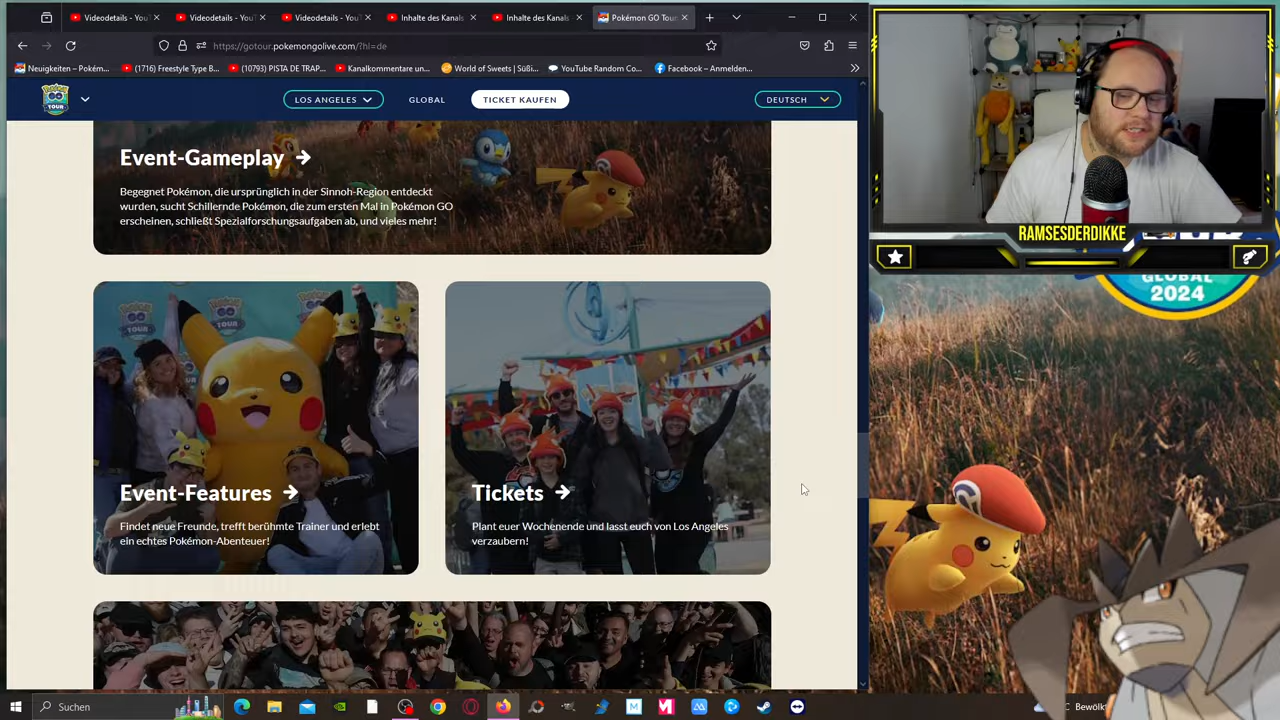 Videodetails - YouT
Videodetails - YouT
Videodetails - YouT
Inhalte des Kanals
Inhalte des Kanals
Pokémon GO Tour
https://gotour.pokemongolive.com/?hl=de
Neuigkeiten – Pokém...
(1716) Freestyle Type B...
(10793) PISTA DE TRAP...
Kanalkommentare un...
World of Sweets | Süßi...
YouTube Random Co...
Facebook – Anmelden...
LOS ANGELES
GLOBAL
TICKET KAUFEN
DEUTSCH
Event-Gameplay
Begegnet Pokémon, die ursprünglich in der Sinnoh-Region entdeckt
wurden, sucht Schillernde Pokémon, die zum ersten Mal in Pokémon GO
erscheinen, schließt Spezialforschungsaufgaben ab, und vieles mehr!
Event-Features
Findet neue Freunde, trefft berühmte Trainer und erlebt
ein echtes Pokémon-Abenteuer!
Tickets
Plant euer Wochenende und lasst euch von Los Angeles
verzaubern!
RAMSESDERDIKKE
GLOBAL
2024
Suchen
C Bewölk